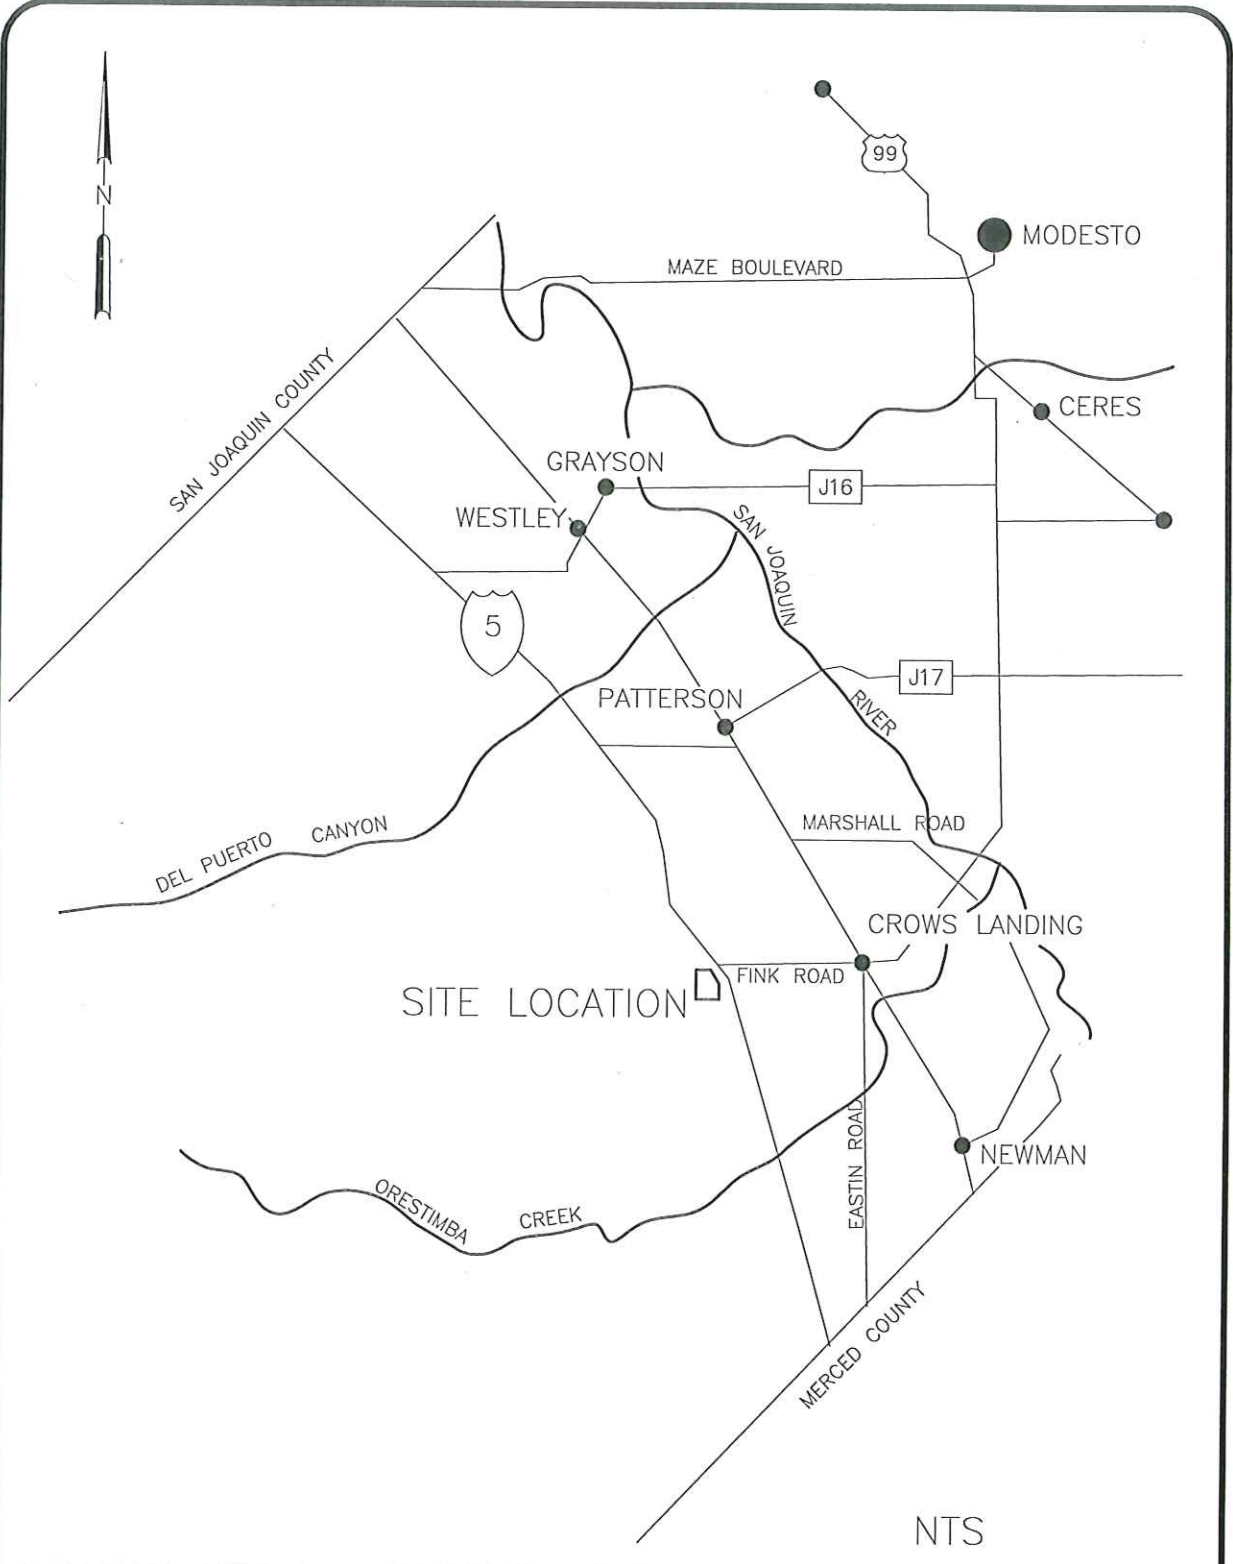 N
99
MODESTO
MAZE BOULEVARD
SAN JOAQUIN COUNTY
CERES
GRAYSON
J16
WESTLEY
SAN JOAQUIN RIVER
5
J17
PATTERSON
MARSHALL ROAD
DEL PUERTO CANYON
CROWS LANDING
FINK ROAD
SITE LOCATION
EASTIN ROAD
NEWMAN
ORESTIMBA CREEK
MERCED COUNTY
NTS